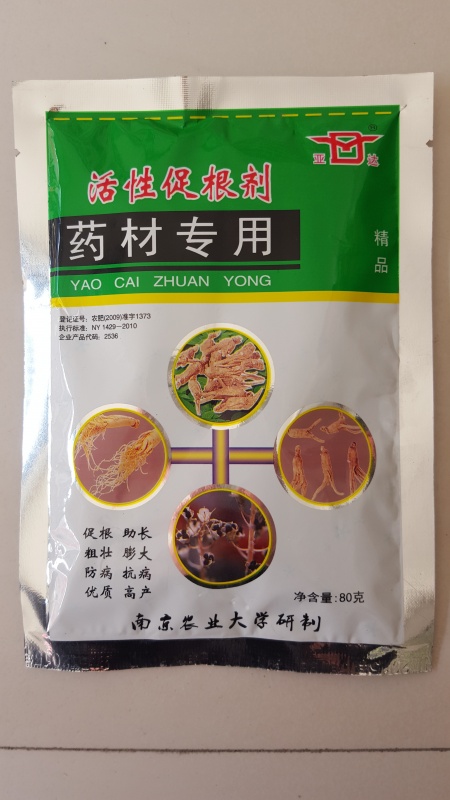 亚 达
®
活性促根剂
药材专用
精品
YAO CAI ZHUAN YONG
登记证号：农肥(2009)准字1373
执行标准：NY 1429—2010
企业产品代码：2536
促根 助长
粗壮 膨大
防病 抗病
优质 高产
净含量:80克
南京农业大学研制